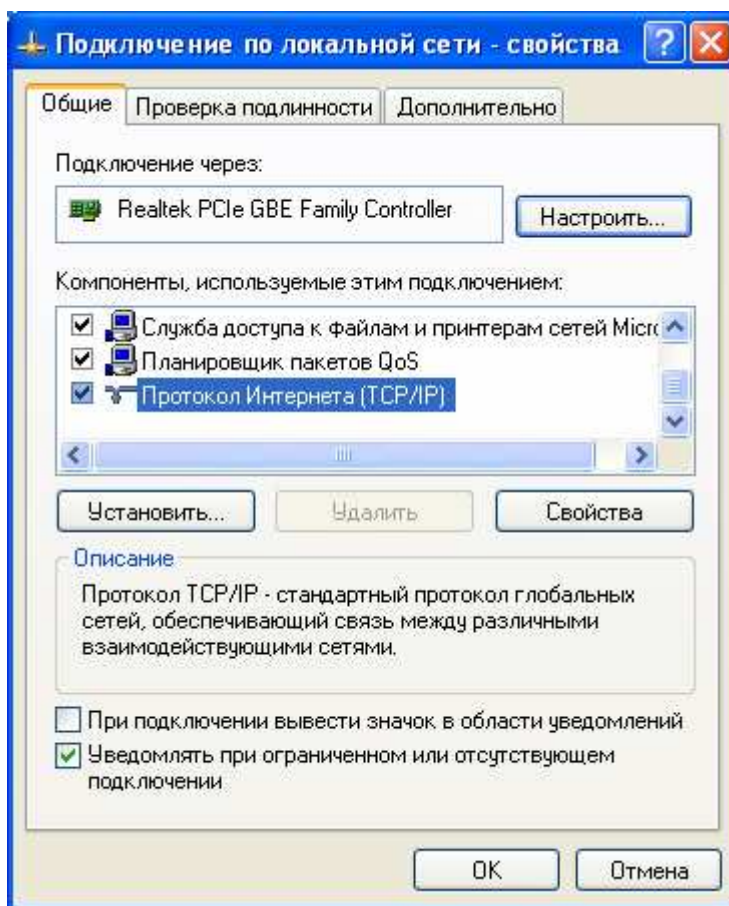 Подключение по локальной сети - свойства
Общие
Проверка подлинности
Дополнительно
Подключение через:
Realtek PCIe GBE Family Controller
Настроить...
Компоненты, используемые этим подключением:
Служба доступа к файлам и принтерам сетей Micro
Планировщик пакетов QoS
Протокол Интернета (TCP/IP)
Установить...
Удалить
Свойства
Описание
Протокол TCP/IP - стандартный протокол глобальных
сетей, обеспечивающий связь между различными
взаимодействующими сетями.
При подключении вывести значок в области уведомлений
Уведомлять при ограниченном или отсутствующем
подключении
OK
Отмена